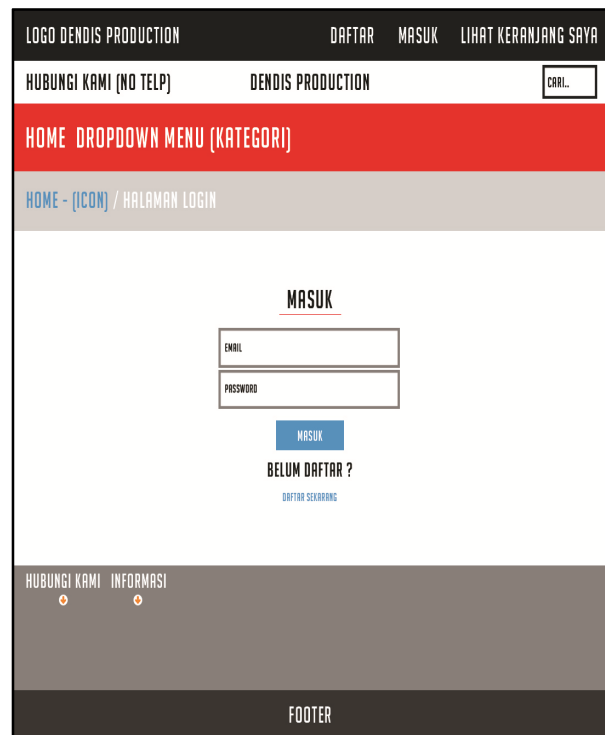 LOGO DENDIS PRODUCTION DAFTAR MASUK LIHAT KERANJANG SAYA
HUBUNGI KAMI (NO TELP) DENDIS PRODUCTION CARI..
HOME DROPDOWN MENU (KATEGORI)
HOME - (ICON) / HALAMAN LOGIN
MASUK
EMAIL
PASSWORD
MASUK
BELUM DAFTAR ?
DAFTAR SEKARANG
HUBUNGI KAMI INFORMASI
FOOTER